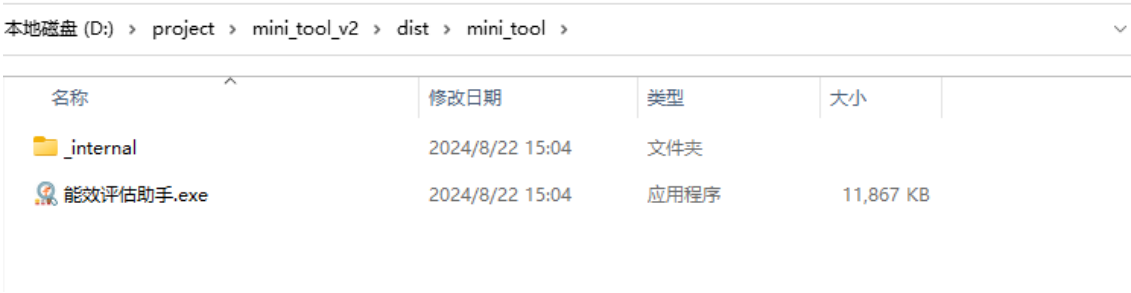 本地磁盘 (D:) › project › mini_tool_v2 › dist › mini_tool ›
名称 修改日期 类型 大小
_internal 2024/8/22 15:04 文件夹
能效评估助手.exe 2024/8/22 15:04 应用程序 11,867 KB